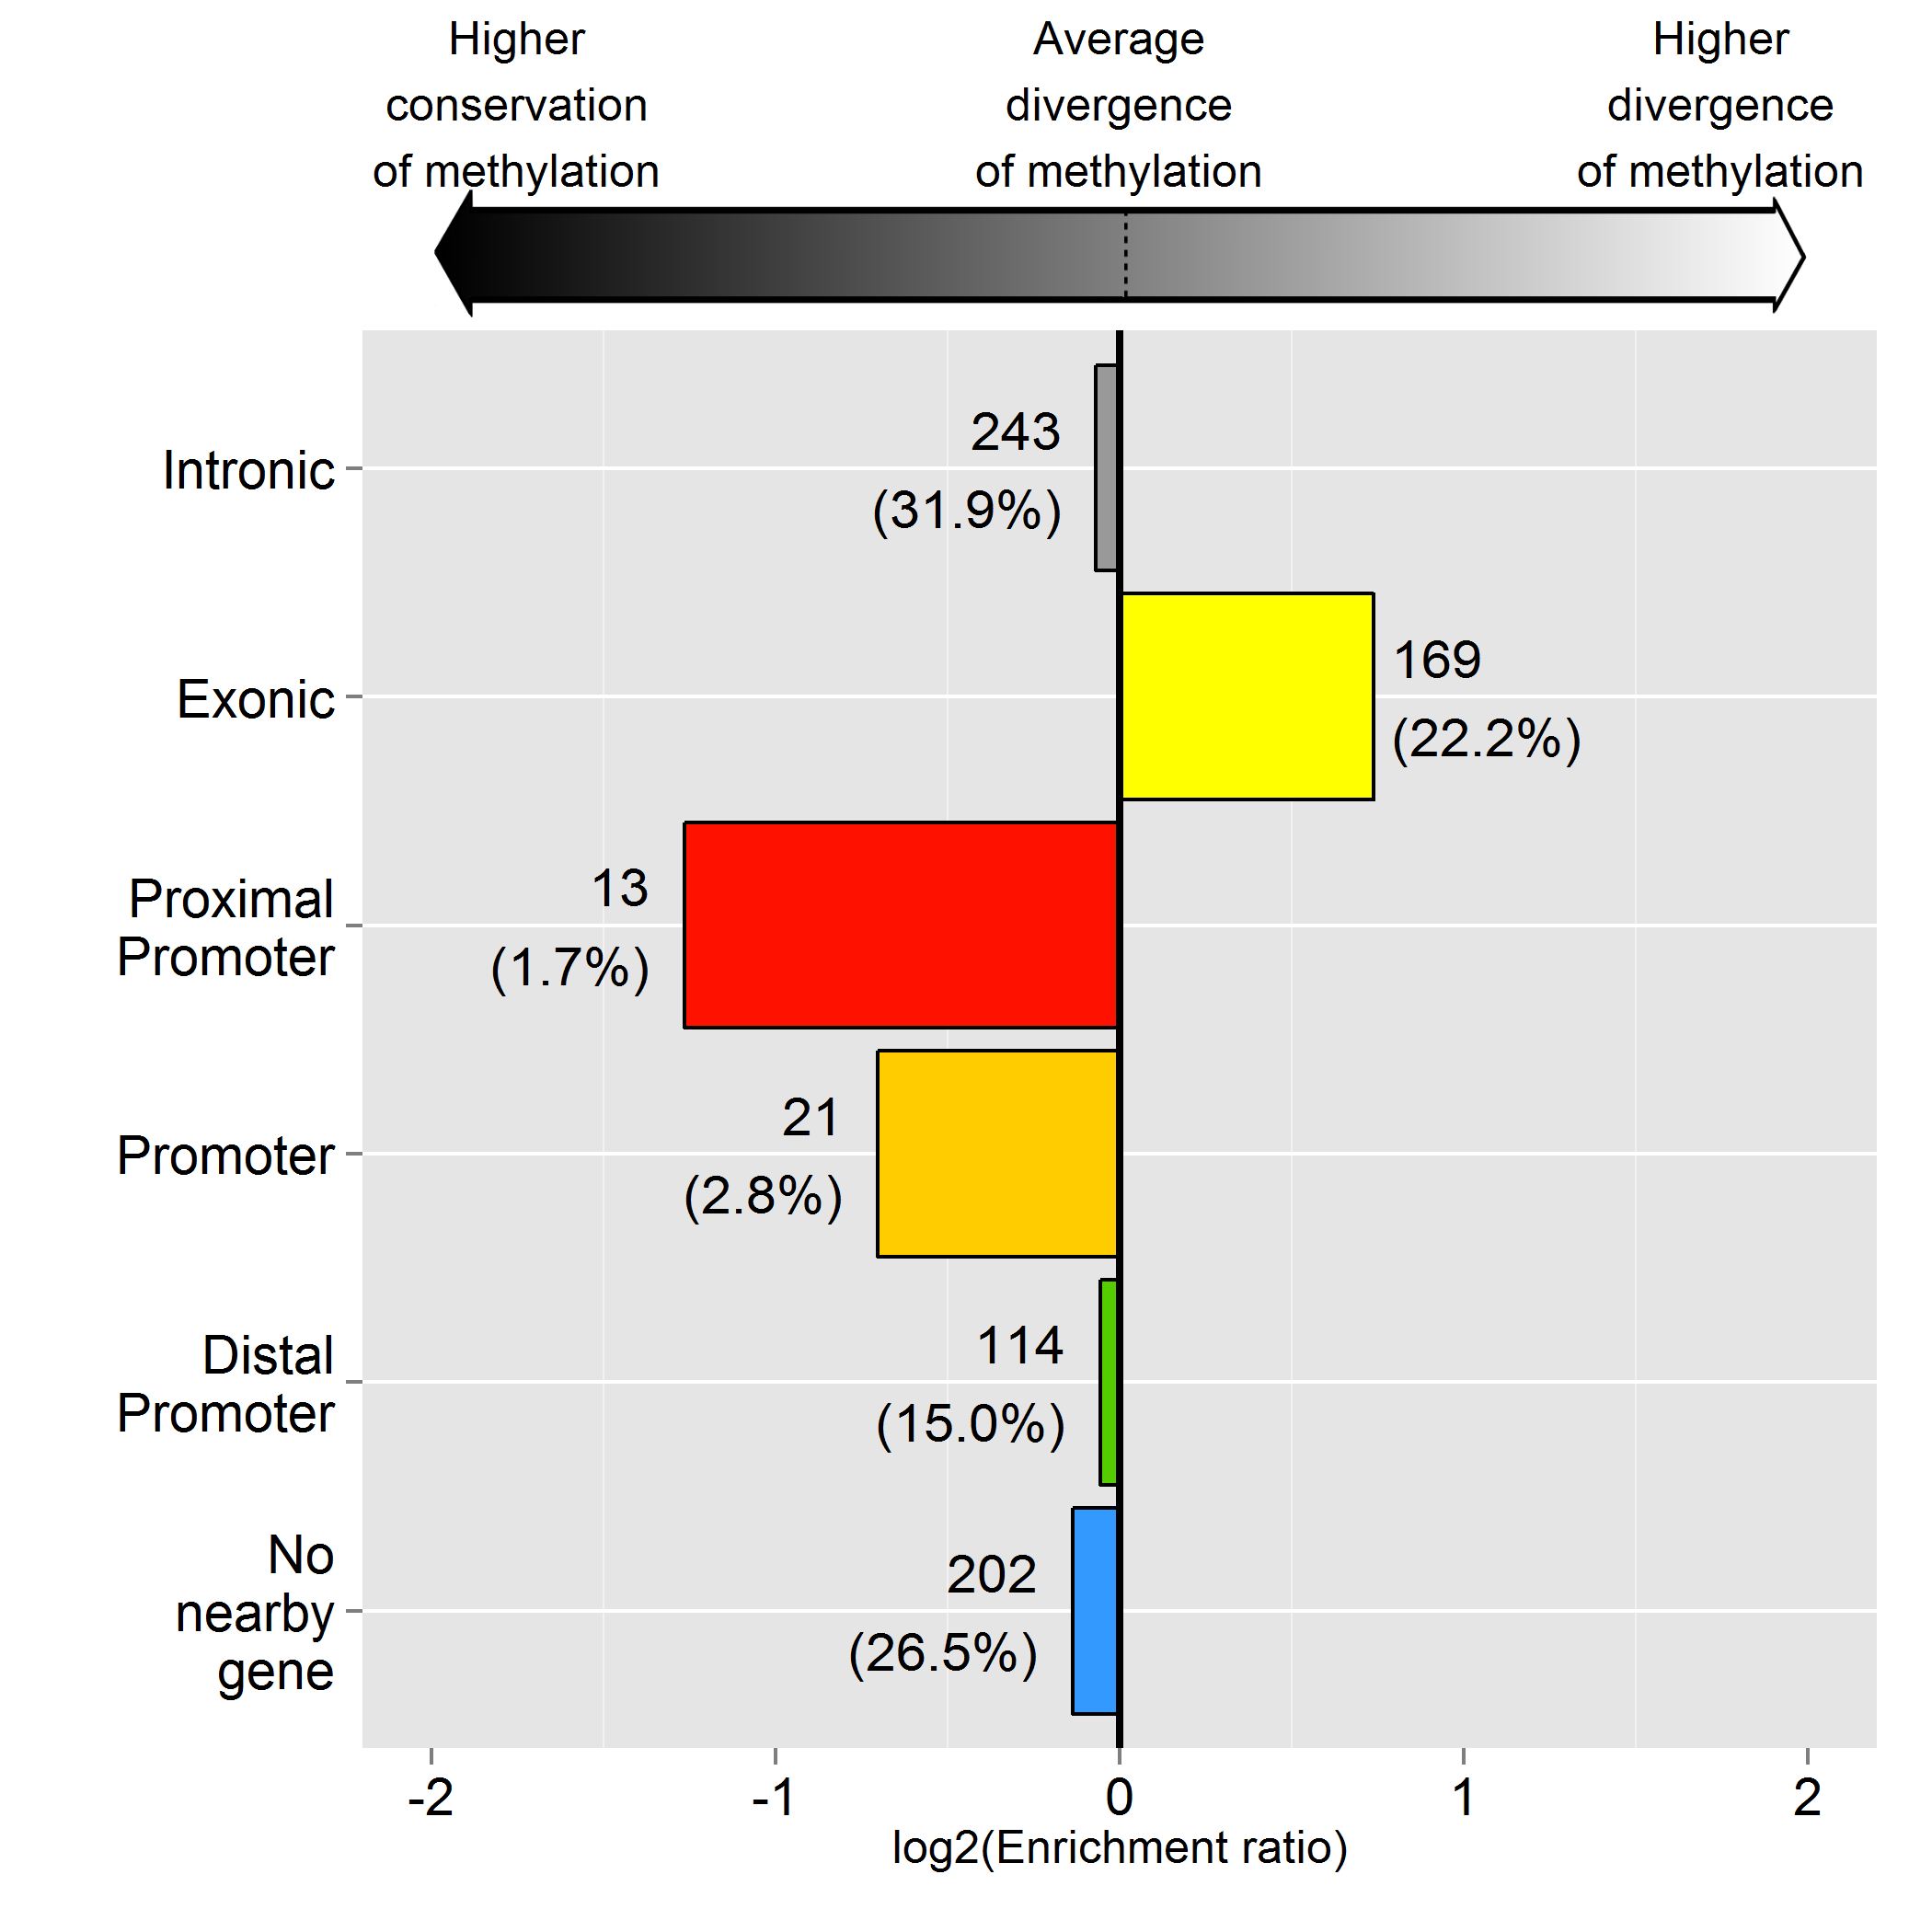 Higher
conservation
of methylation
Average
divergence
of methylation
Higher
divergence
of methylation
Intronic
243
(31.9%)
Exonic
169
(22.2%)
Proximal
Promoter
13
(1.7%)
Promoter
21
(2.8%)
Distal
Promoter
114
(15.0%)
No
nearby
gene
202
(26.5%)
-2
-1
0
1
2
log2(Enrichment ratio)